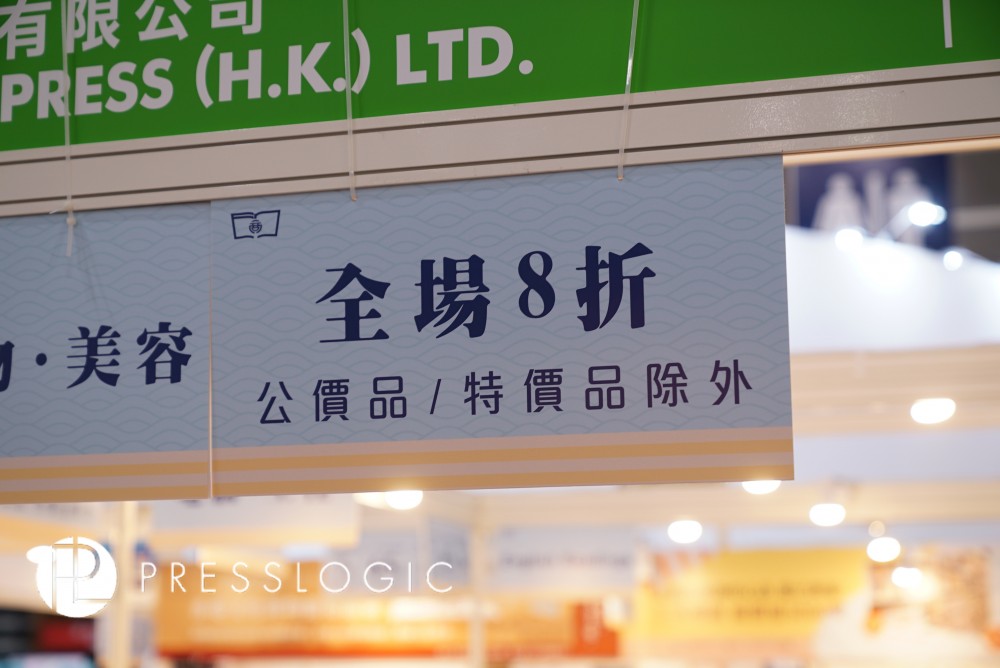 有限公司
PRESS (H.K.) LTD.
全場8折
公價品/特價品除外
·美容
PRESSLOGIC